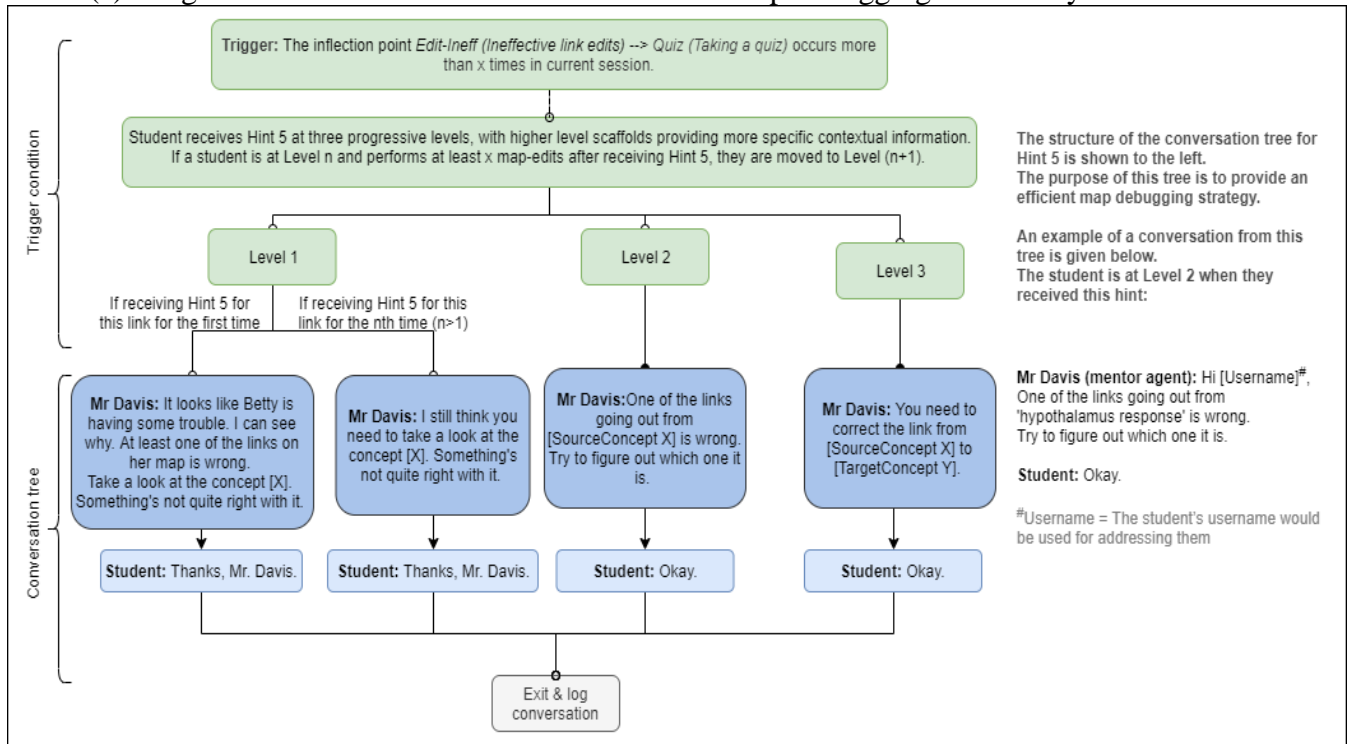 Trigger: The inflection point Edit-Ineff (Ineffective link edits) --> Quiz (Taking a quiz) occurs more
than x times in current session.
Student receives Hint 5 at three progressive levels, with higher level scaffolds providing more specific contextual information.
If a student is at Level n and performs at least x map-edits after receiving Hint 5, they are moved to Level (n+1).
Trigger condition
Level 1
Level 2
Level 3
If receiving Hint 5 for
this link for the first time
If receiving Hint 5 for this
link for the nth time (n>1)
Conversation tree
Mr Davis: It looks like Betty is
having some trouble. I can see
why. At least one of the links on
her map is wrong.
Take a look at the concept [X].
Something's not quite right with it.
Mr Davis: I still think you
need to take a look at the
concept [X]. Something's
not quite right with it.
Mr Davis:One of the links
going out from
[SourceConcept X] is wrong.
Try to figure out which one it
is.
Mr Davis: You need to
correct the link from
[SourceConcept X] to
[TargetConcept Y].
Student: Thanks, Mr. Davis.
Student: Thanks, Mr. Davis.
Student: Okay.
Student: Okay.
Exit & log
conversation
The structure of the conversation tree for
Hint 5 is shown to the left.
The purpose of this tree is to provide an
efficient map debugging strategy.
An example of a conversation from this
tree is given below.
The student is at Level 2 when they
received this hint:
Mr Davis (mentor agent): Hi [Username]#,
One of the links going out from
'hypothalamus response' is wrong.
Try to figure out which one it is.
Student: Okay.
#Username = The student's username would
be used for addressing them